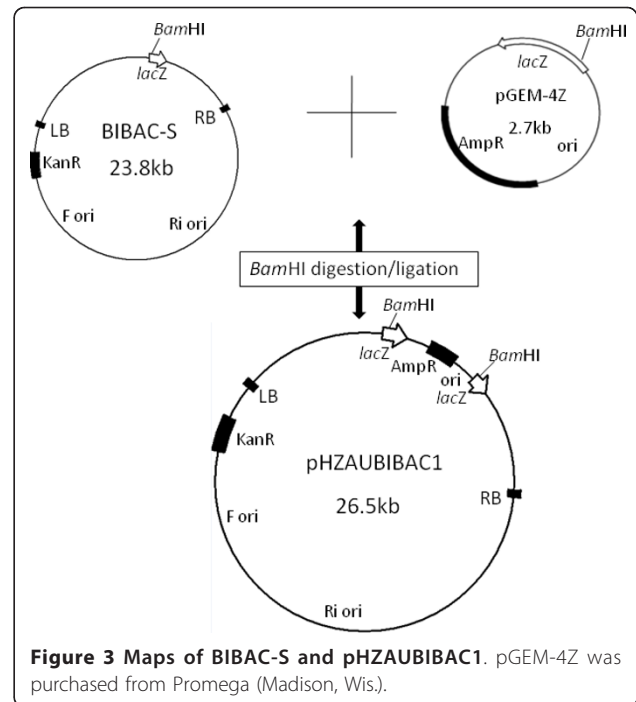 BamHI
lacZ
LB
RB
BIBAC-S
KanR
23.8kb
F ori
Ri ori
BamHI
lacZ
pGEM-4Z
2.7kb
AmpR
ori
BamHI digestion/ligation
BamHI
lacZ
AmpR
BamHI
ori
lacZ
LB
KanR
pHZAUBIBAC1
26.5kb
RB
F ori
Ri ori
Figure 3 Maps of BIBAC-S and pHZAUBIBAC1. pGEM-4Z was
purchased from Promega (Madison, Wis.).